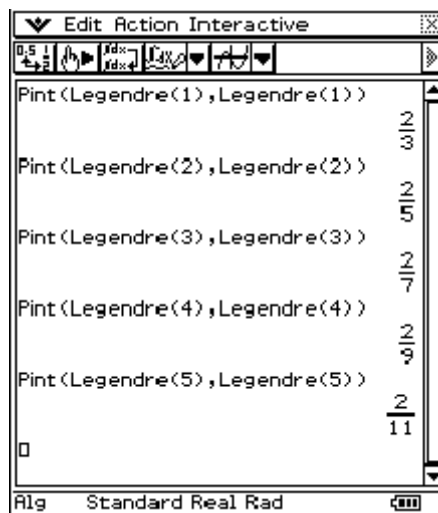 Edit Action Interactive
Pint(Legendre(1),Legendre(1))
2/3
Pint(Legendre(2),Legendre(2))
2/5
Pint(Legendre(3),Legendre(3))
2/7
Pint(Legendre(4),Legendre(4))
2/9
Pint(Legendre(5),Legendre(5))
2/11
Alg Standard Real Rad